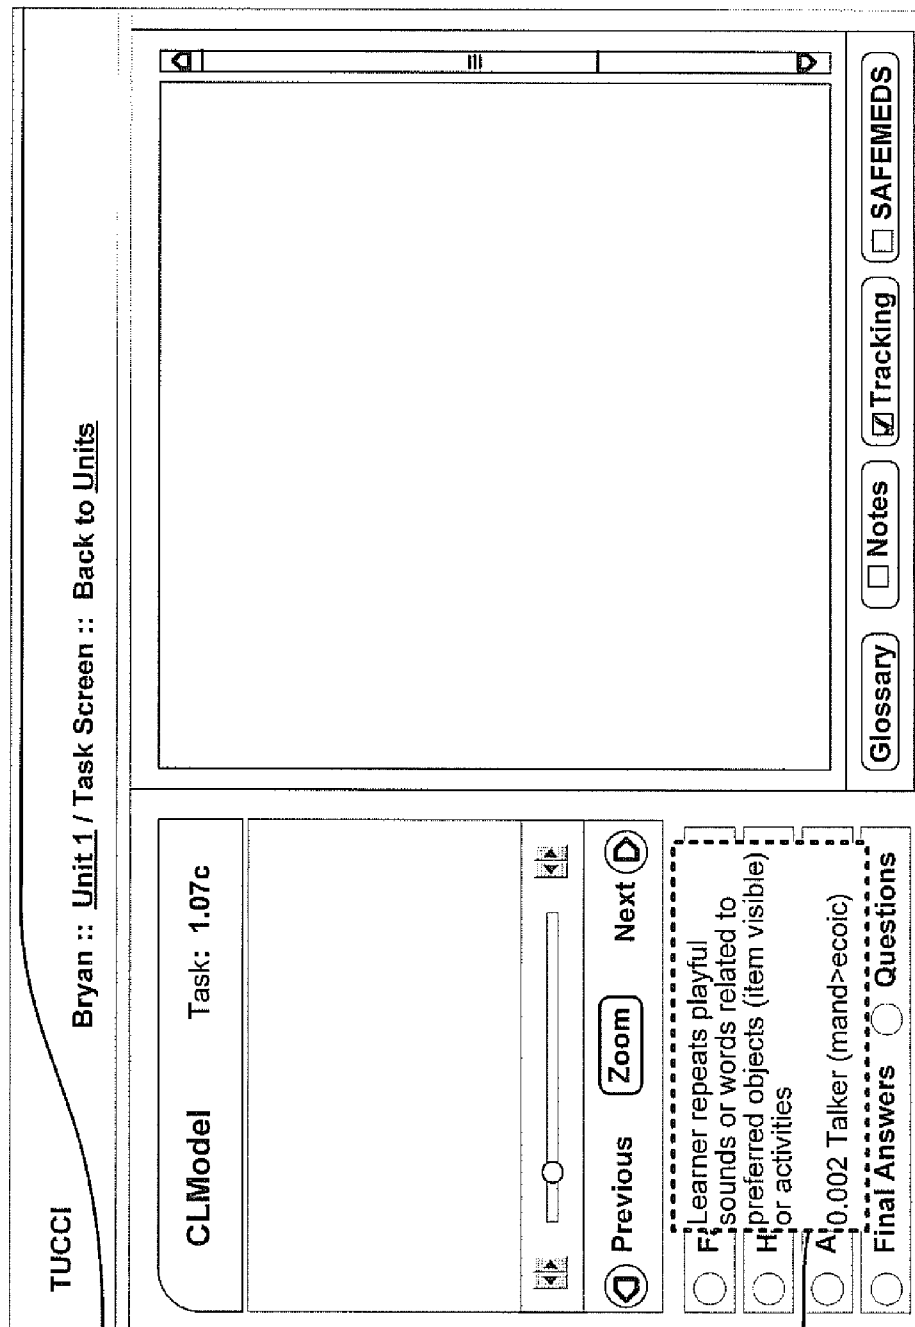 TUCCI
Bryan :: Unit 1 / Task Screen :: Back to Units
CLModel Task: 1.07c
Previous Zoom Next
F
H
A
Learner repeats playful
sounds or words related to
preferred objects (item visible)
or activities
0.002 Talker (mand>ecoic)
Final Answers Questions
Glossary Notes Tracking SAFEMEDS